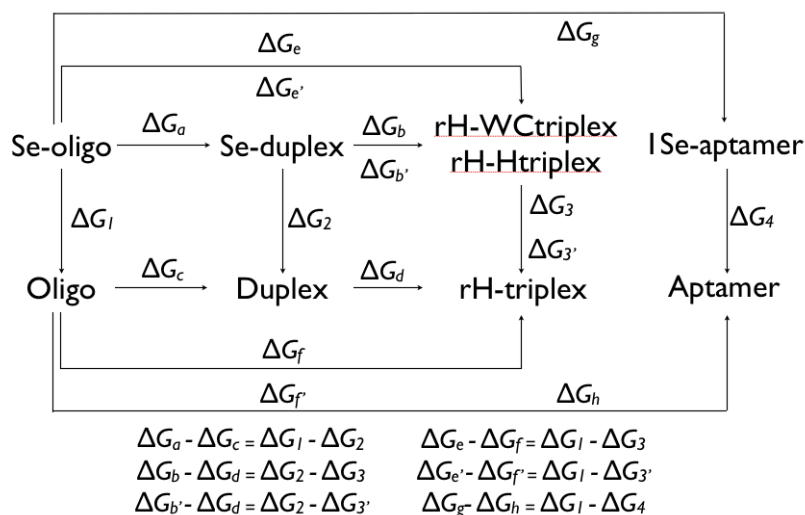 ΔGg
ΔGe
ΔGe'
Se-oligo
ΔGa
Se-duplex
ΔGb
ΔGb'
rH-WCtriplex
rH-Htriplex
1Se-aptamer
ΔG1
ΔG2
ΔG3
ΔG3'
ΔG4
Oligo
ΔGc
Duplex
ΔGd
rH-triplex
Aptamer
ΔGf
ΔGf'
ΔGh
ΔGa - ΔGc = ΔG1 - ΔG2
ΔGe - ΔGf = ΔG1 - ΔG3
ΔGb - ΔGd = ΔG2 - ΔG3
ΔGe' - ΔGf' = ΔG1 - ΔG3'
ΔGb' - ΔGd = ΔG2 - ΔG3'
ΔGg- ΔGh = ΔG1 - ΔG4